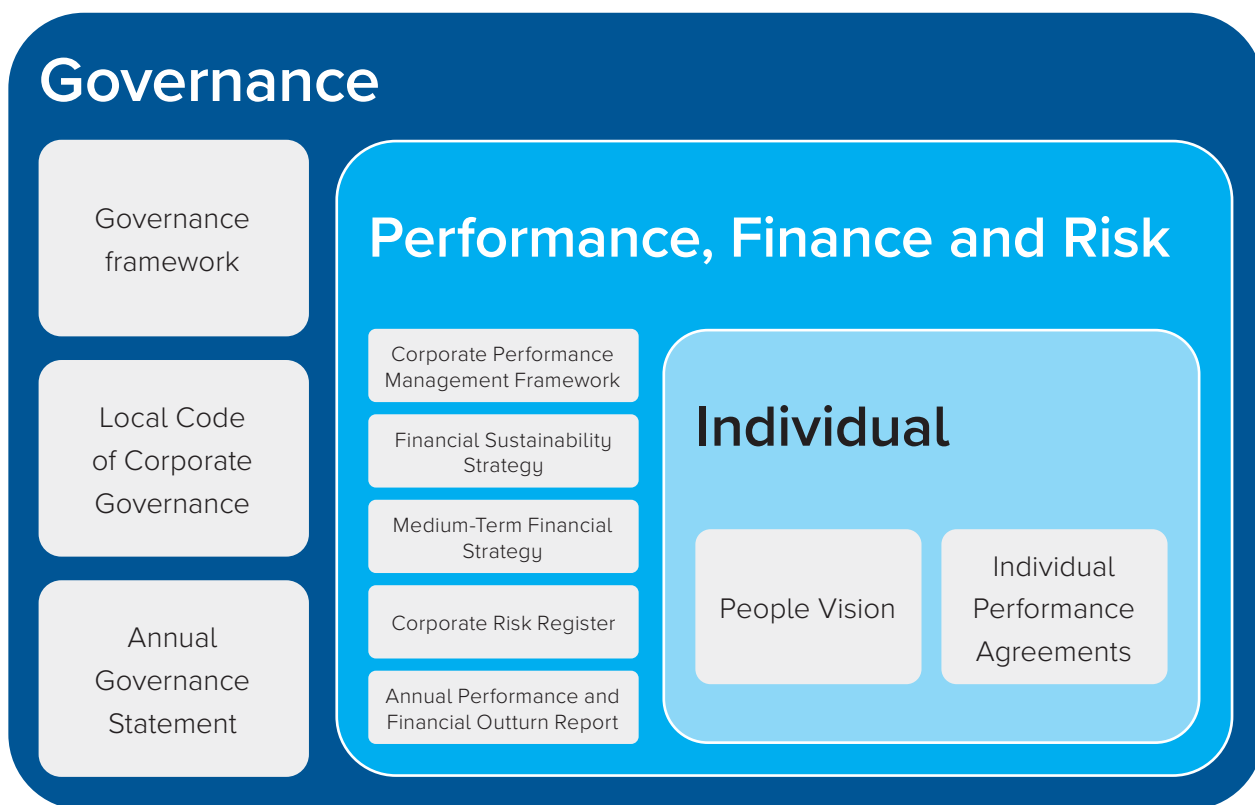 Governance
Governance
framework
Local Code
of Corporate
Governance
Annual
Governance
Statement
Performance, Finance and Risk
Corporate Performance
Management Framework
Financial Sustainability
Strategy
Medium-Term Financial
Strategy
Corporate Risk Register
Annual Performance and
Financial Outturn Report
Individual
People Vision
Individual
Performance
Agreements